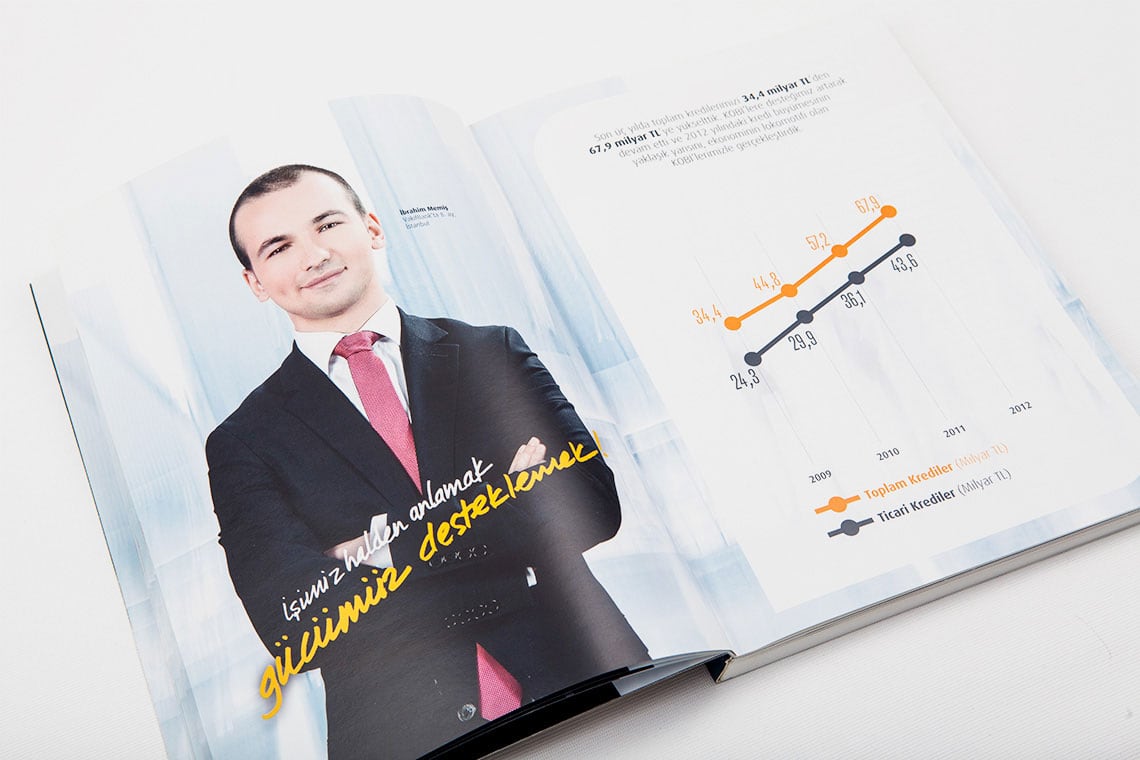 İbrahim Memiş
VakıfBank'ta 8. ay,
İstanbul
işimiz halden anlamak
gücümüz desteklemek!
Son üç yılda toplam kredilerimizi 34,4 milyar TL'den
67,9 milyar TL'ye yükselttik. KOBİ'lere desteğimiz artarak
devam etti ve 2012 yılındaki kredi büyümesinin
yaklaşık yarısını, ekonominin lokomotifi olan
KOBİ'lerimizle gerçekleştirdik.
34,4
44,8
57,2
67,9
24,3
29,9
36,1
43,6
2009
2010
2011
2012
Toplam Krediler (Milyar TL)
Ticari Krediler (Milyar TL)